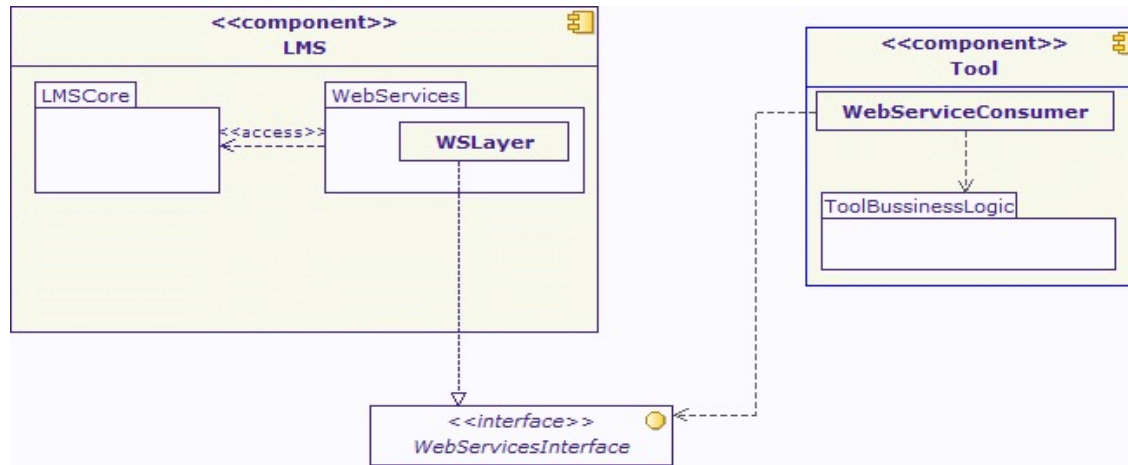 <<component>>
LMS
LMSCore
WebServices
<<access>>
WSLayer
<<component>>
Tool
WebServiceConsumer
ToolBussinessLogic
<<interface>>
WebServicesInterface